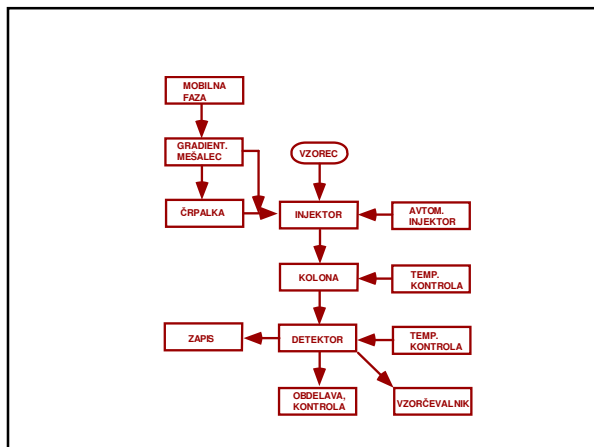 MOBILNA
FAZA
GRADIENT.
MEŠALEC
VZOREC
ČRPALKA
INJEKTOR
AVTOM.
INJEKTOR
KOLONA
TEMP.
KONTROLA
ZAPIS
DETEKTOR
TEMP.
KONTROLA
OBDELAVA,
KONTROLA
VZORČEVALNIK